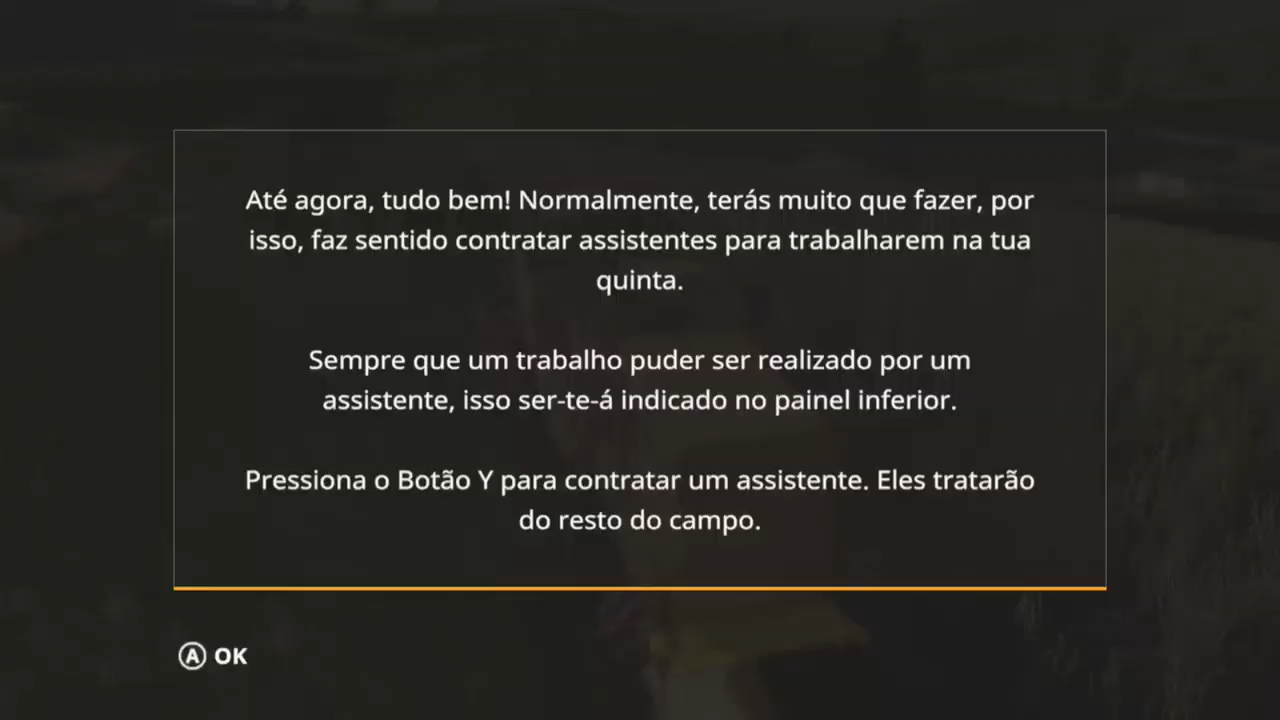 Até agora, tudo bem! Normalmente, terás muito que fazer, por
isso, faz sentido contratar assistentes para trabalharem na tua
quinta.
Sempre que um trabalho puder ser realizado por um
assistente, isso ser-te-á indicado no painel inferior.
Pressiona o Botão Y para contratar um assistente. Eles tratarão
do resto do campo.
A OK